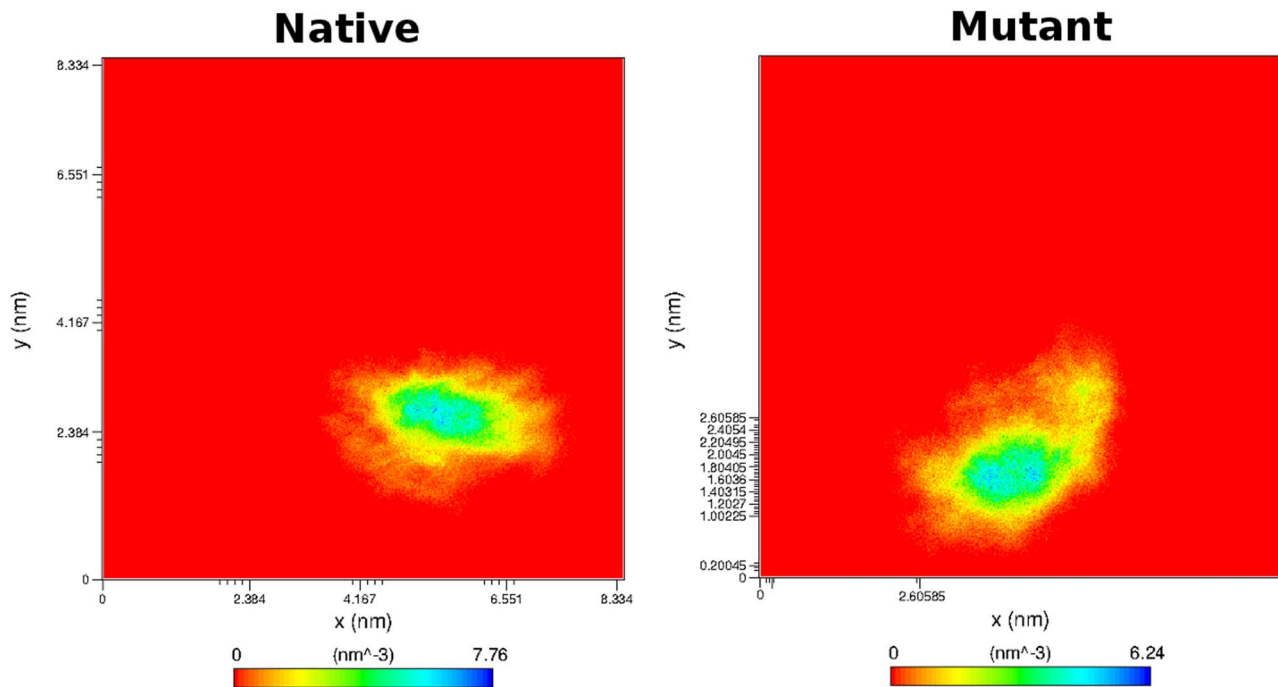 Native
8.334
6.551
4.167
2.384
0
y (nm)
0 2.384 4.167 6.551 8.334
x (nm)
0 (nm^-3) 7.76
Mutant
y (nm)
2.60585
2.4054
2.20495
2.0045
1.80405
1.6036
1.40315
1.2027
1.00225
0.20045
0
0 2.60585
x (nm)
0 (nm^-3) 6.24